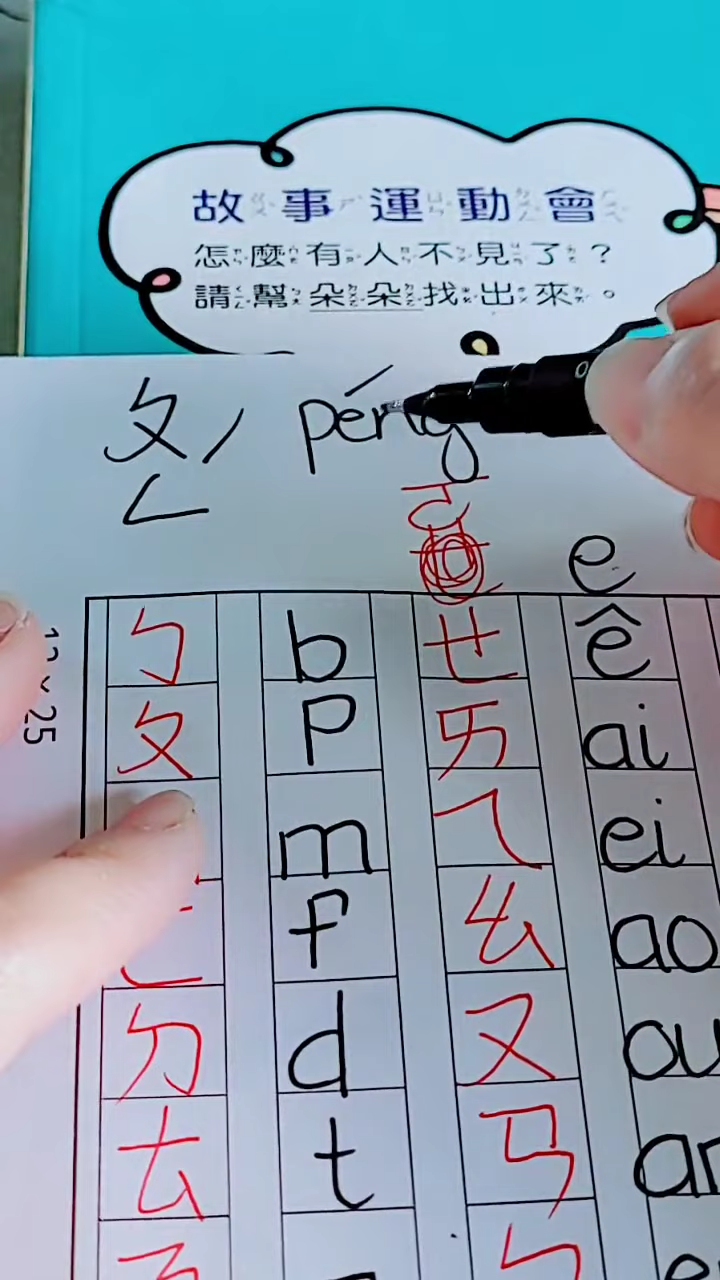 故事運動會
怎麼有人不見了？
請幫朵朵找出來。
ㄆㄥˊ péng
ㄜ e
ㄅ b ㄝ ê
ㄆ p ㄞ ai
m ㄟ ei
f ㄠ ao
ㄉ d ㄡ ou
ㄊ t ㄢ an
ㄣ
25